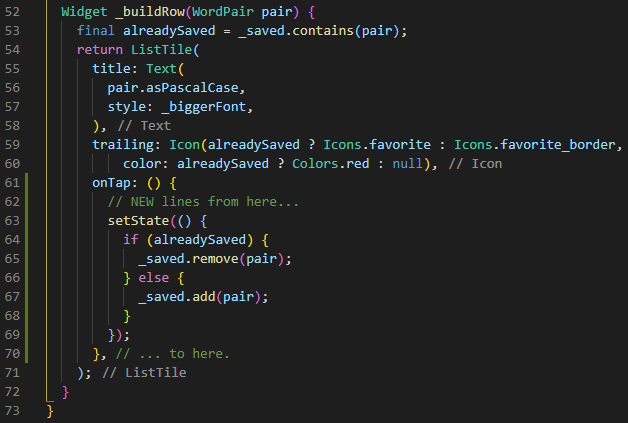 52 Widget _buildRow(WordPair pair) {
53 final alreadySaved = _saved.contains(pair);
54 return ListTile(
55 title: Text(
56 pair.asPascalCase,
57 style: _biggerFont,
58 ), // Text
59 trailing: Icon(alreadySaved ? Icons.favorite : Icons.favorite_border,
60 color: alreadySaved ? Colors.red : null), // Icon
61 onTap: () {
62 // NEW lines from here...
63 setState(() {
64 if (alreadySaved) {
65 _saved.remove(pair);
66 } else {
67 _saved.add(pair);
68 }
69 });
70 }, // ... to here.
71 ); // ListTile
72 }
73 }